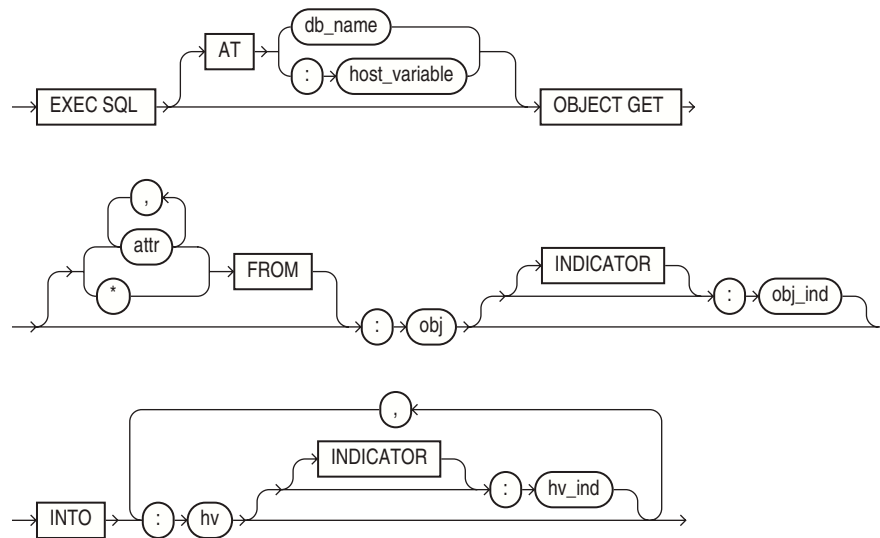 db_name
AT
: host_variable
EXEC SQL OBJECT GET
,
attr
* FROM INDICATOR
: obj : obj_ind
,
INDICATOR
INTO : hv : hv_ind